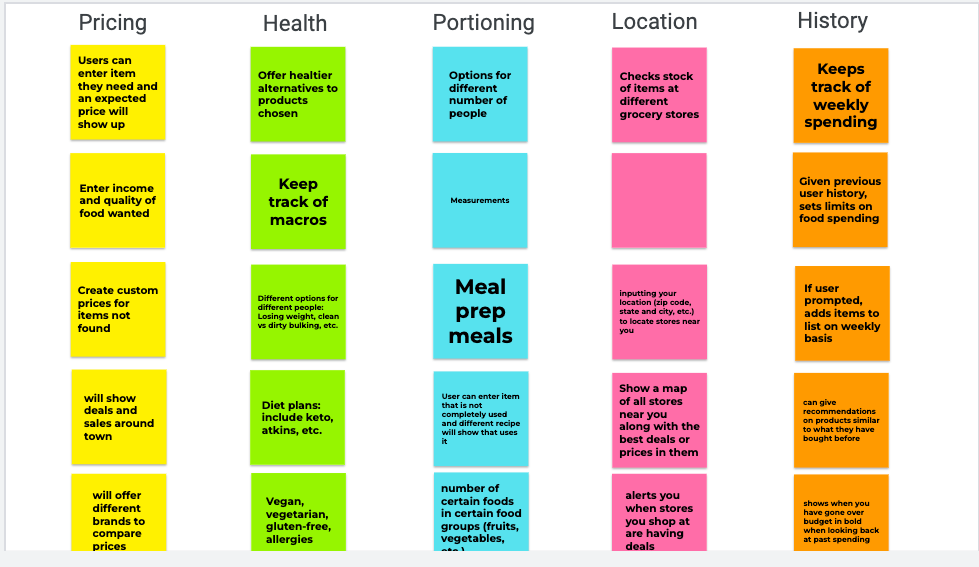 Pricing
Health
Portioning
Location
History
Users can
enter item
they need and
an expected
price will
show up
Offer healtier
alternatives to
products
chosen
Options for
different
number of
people
Checks stock
of items at
different
grocery stores
Keeps
track of
weekly
spending
Enter income
and quality of
food wanted
Keep
track of
macros
Measurements
Given previous
user history,
sets limits on
food spending
Create custom
prices for
items not
found
Different options for
different people:
Losing weight, clean
vs dirty bulking, etc.
Meal
prep
meals
inputting your
location (zip code,
state and city, etc.)
to locate stores near
you
If user
prompted,
adds items to
list on weekly
basis
will show
deals and
sales around
town
Diet plans:
include keto,
atkins, etc.
User can enter item
that is not
completely used
and different recipe
will show that uses
it
Show a map
of all stores
near you
along with the
best deals or
prices in them
can give
recommendations
on products similar
to what they have
bought before
will offer
different
brands to
compare
prices
Vegan,
vegetarian,
gluten-free,
allergies
number of
certain foods
in certain food
groups (fruits,
vegetables,
etc.)
alerts you
when stores
you shop at
are having
deals
shows when you
have gone over
budget in bold
when looking back
at past spending